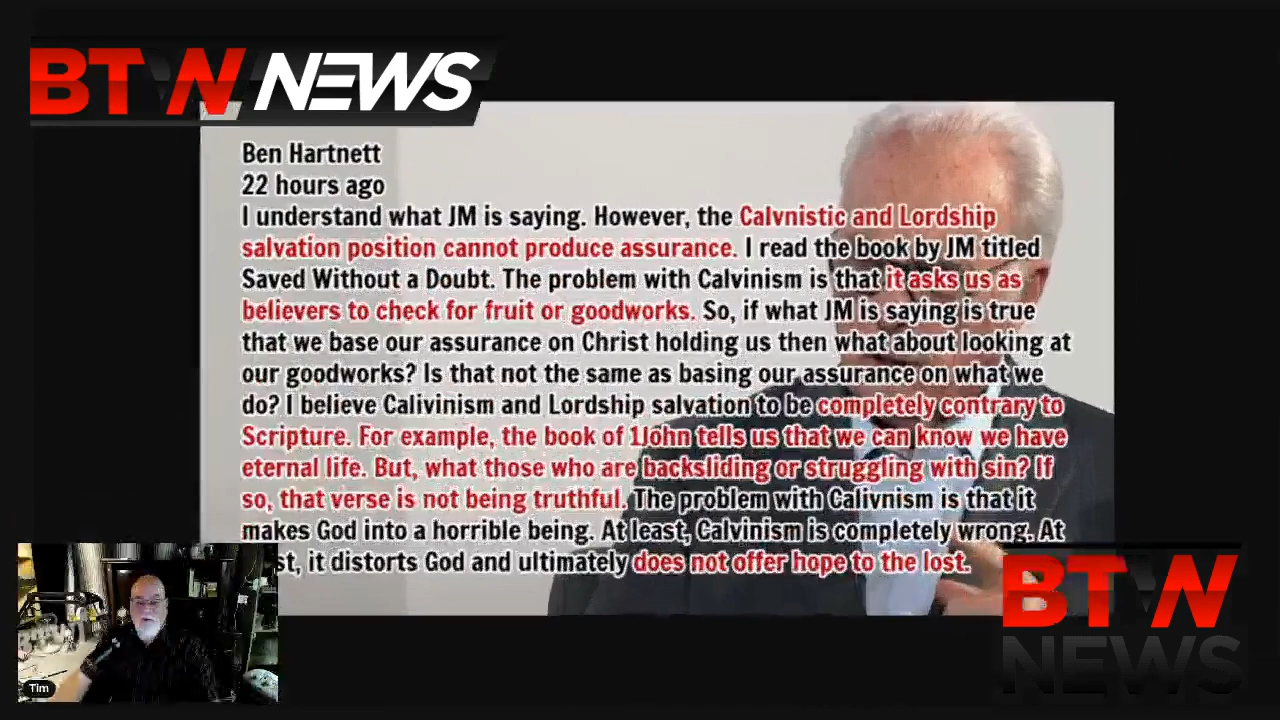 BTWN NEWS
Ben Hartnett
22 hours ago
I understand what JM is saying. However, the Calvnistic and Lordship
salvation position cannot produce assurance. I read the book by JM titled
Saved Without a Doubt. The problem with Calvinism is that it asks us as
believers to check for fruit or goodworks. So, if what JM is saying is true
that we base our assurance on Christ holding us then what about looking at
our goodworks? Is that not the same as basing our assurance on what we
do? I believe Calivinism and Lordship salvation to be completely contrary to
Scripture. For example, the book of 1John tells us that we can know we have
eternal life. But, what those who are backsliding or struggling with sin? If
so, that verse is not being truthful. The problem with Calivnism is that it
makes God into a horrible being. At least, Calvinism is completely wrong. At
it distorts God and ultimately does not offer hope to the lost.
Tim
BTWN
NEWS